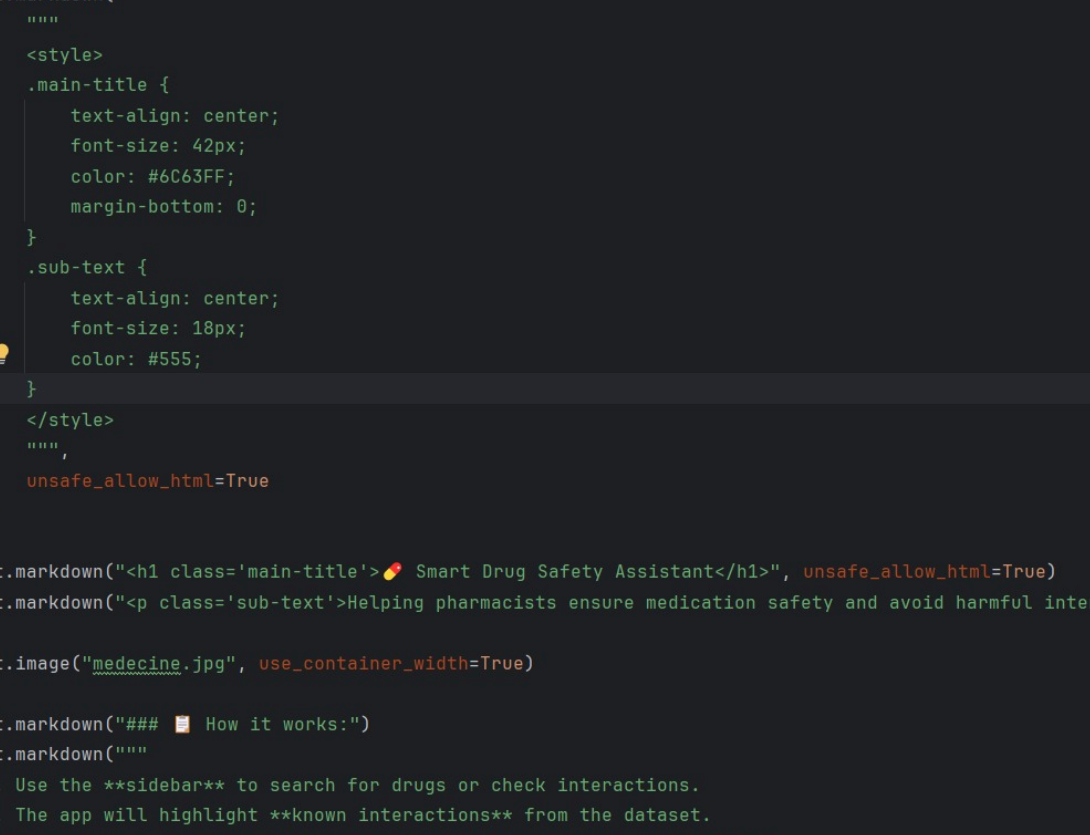 """
<style>
.main-title {
    text-align: center;
    font-size: 42px;
    color: #6C63FF;
    margin-bottom: 0;
}
.sub-text {
    text-align: center;
    font-size: 18px;
    color: #555;
}
</style>
""",
unsafe_allow_html=True
.markdown("<h1 class='main-title'>💊 Smart Drug Safety Assistant</h1>", unsafe_allow_html=True)
.markdown("<p class='sub-text'>Helping pharmacists ensure medication safety and avoid harmful inte
.image("medecine.jpg", use_container_width=True)
.markdown("### 📋 How it works:")
.markdown("""
Use the **sidebar** to search for drugs or check interactions.
The app will highlight **known interactions** from the dataset.